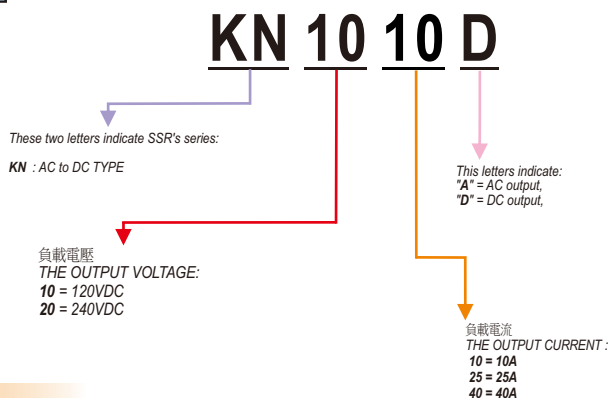 KN 10 10 D
These two letters indicate SSR's series:
KN : AC to DC TYPE
This letters indicate:
"A" = AC output,
"D" = DC output,
負載電壓
THE OUTPUT VOLTAGE:
10 = 120VDC
20 = 240VDC
負載電流
THE OUTPUT CURRENT :
10 = 10A
25 = 25A
40 = 40A